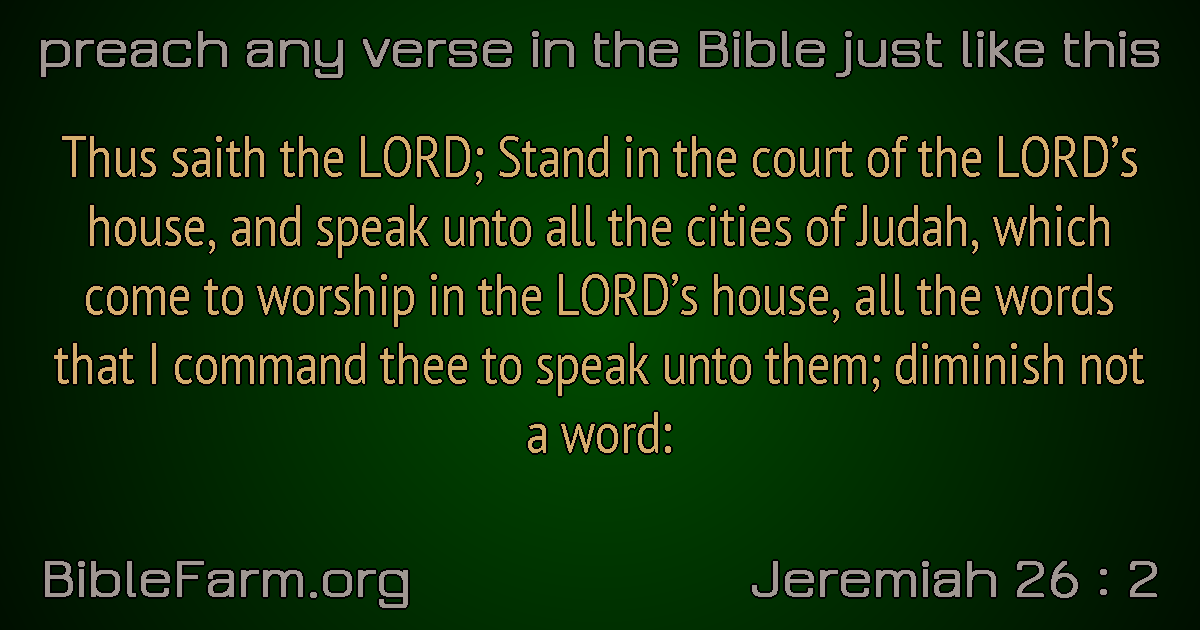 preach any verse in the Bible just like this
Thus saith the LORD; Stand in the court of the LORD’s
house, and speak unto all the cities of Judah, which
come to worship in the LORD’s house, all the words
that I command thee to speak unto them; diminish not
a word:
BibleFarm.org
Jeremiah 26 : 2